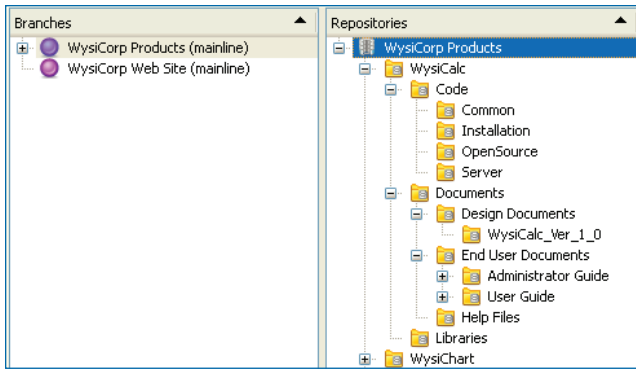 Branches
WysiCorp Products (mainline)
WysiCorp Web Site (mainline)
Repositories
WysiCorp Products
WysiCalc
Code
Common
Installation
OpenSource
Server
Documents
Design Documents
WysiCalc_Ver_1_0
End User Documents
Administrator Guide
User Guide
Help Files
Libraries
WysiChart